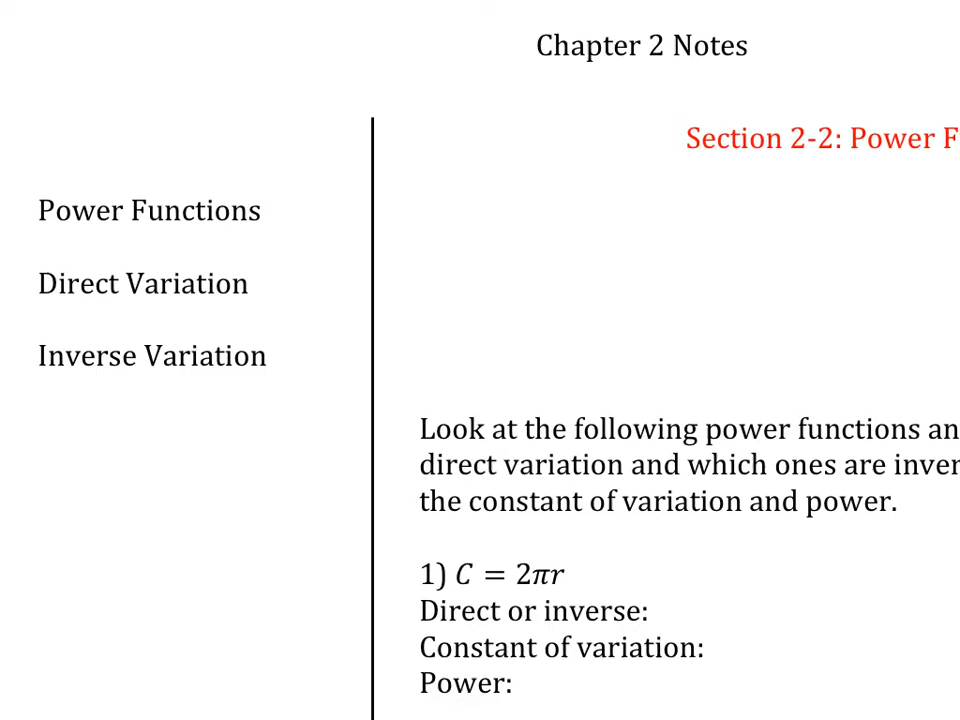 Chapter 2 Notes
Section 2-2: Power F
Power Functions
Direct Variation
Inverse Variation
Look at the following power functions an
direct variation and which ones are inver
the constant of variation and power.
1) C = 2πr
Direct or inverse:
Constant of variation:
Power: